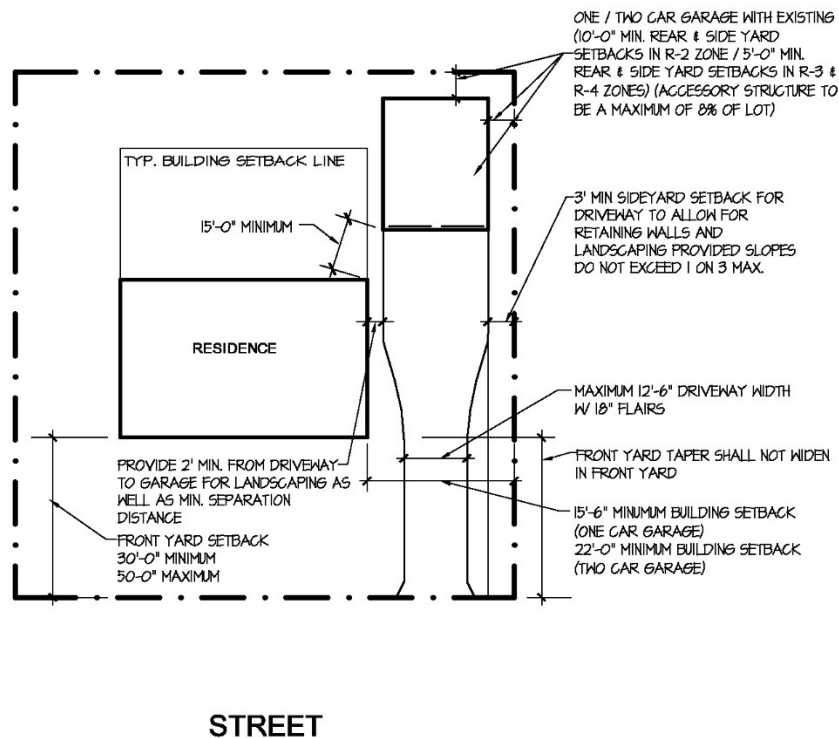 ONE / TWO CAR GARAGE WITH EXISTING
(10'-0" MIN. REAR & SIDE YARD
SETBACKS IN R-2 ZONE / 5'-0" MIN.
REAR & SIDE YARD SETBACKS IN R-3 &
R-4 ZONES) (ACCESSORY STRUCTURE TO
BE A MAXIMUM OF 8% OF LOT)
TYP. BUILDING SETBACK LINE
15'-0" MINIMUM
3' MIN SIDEYARD SETBACK FOR
DRIVEWAY TO ALLOW FOR
RETAINING WALLS AND
LANDSCAPING PROVIDED SLOPES
DO NOT EXCEED 1 ON 3 MAX.
RESIDENCE
MAXIMUM 12'-6" DRIVEWAY WIDTH
W/ 18" FLAIRS
FRONT YARD TAPER SHALL NOT WIDEN
IN FRONT YARD
PROVIDE 2' MIN. FROM DRIVEWAY
TO GARAGE FOR LANDSCAPING AS
WELL AS MIN. SEPARATION
DISTANCE
15'-6" MINUMUM BUILDING SETBACK
(ONE CAR GARAGE)
22'-0" MINIMUM BUILDING SETBACK
(TWO CAR GARAGE)
FRONT YARD SETBACK
30'-0" MINIMUM
50-0" MAXIMUM
STREET